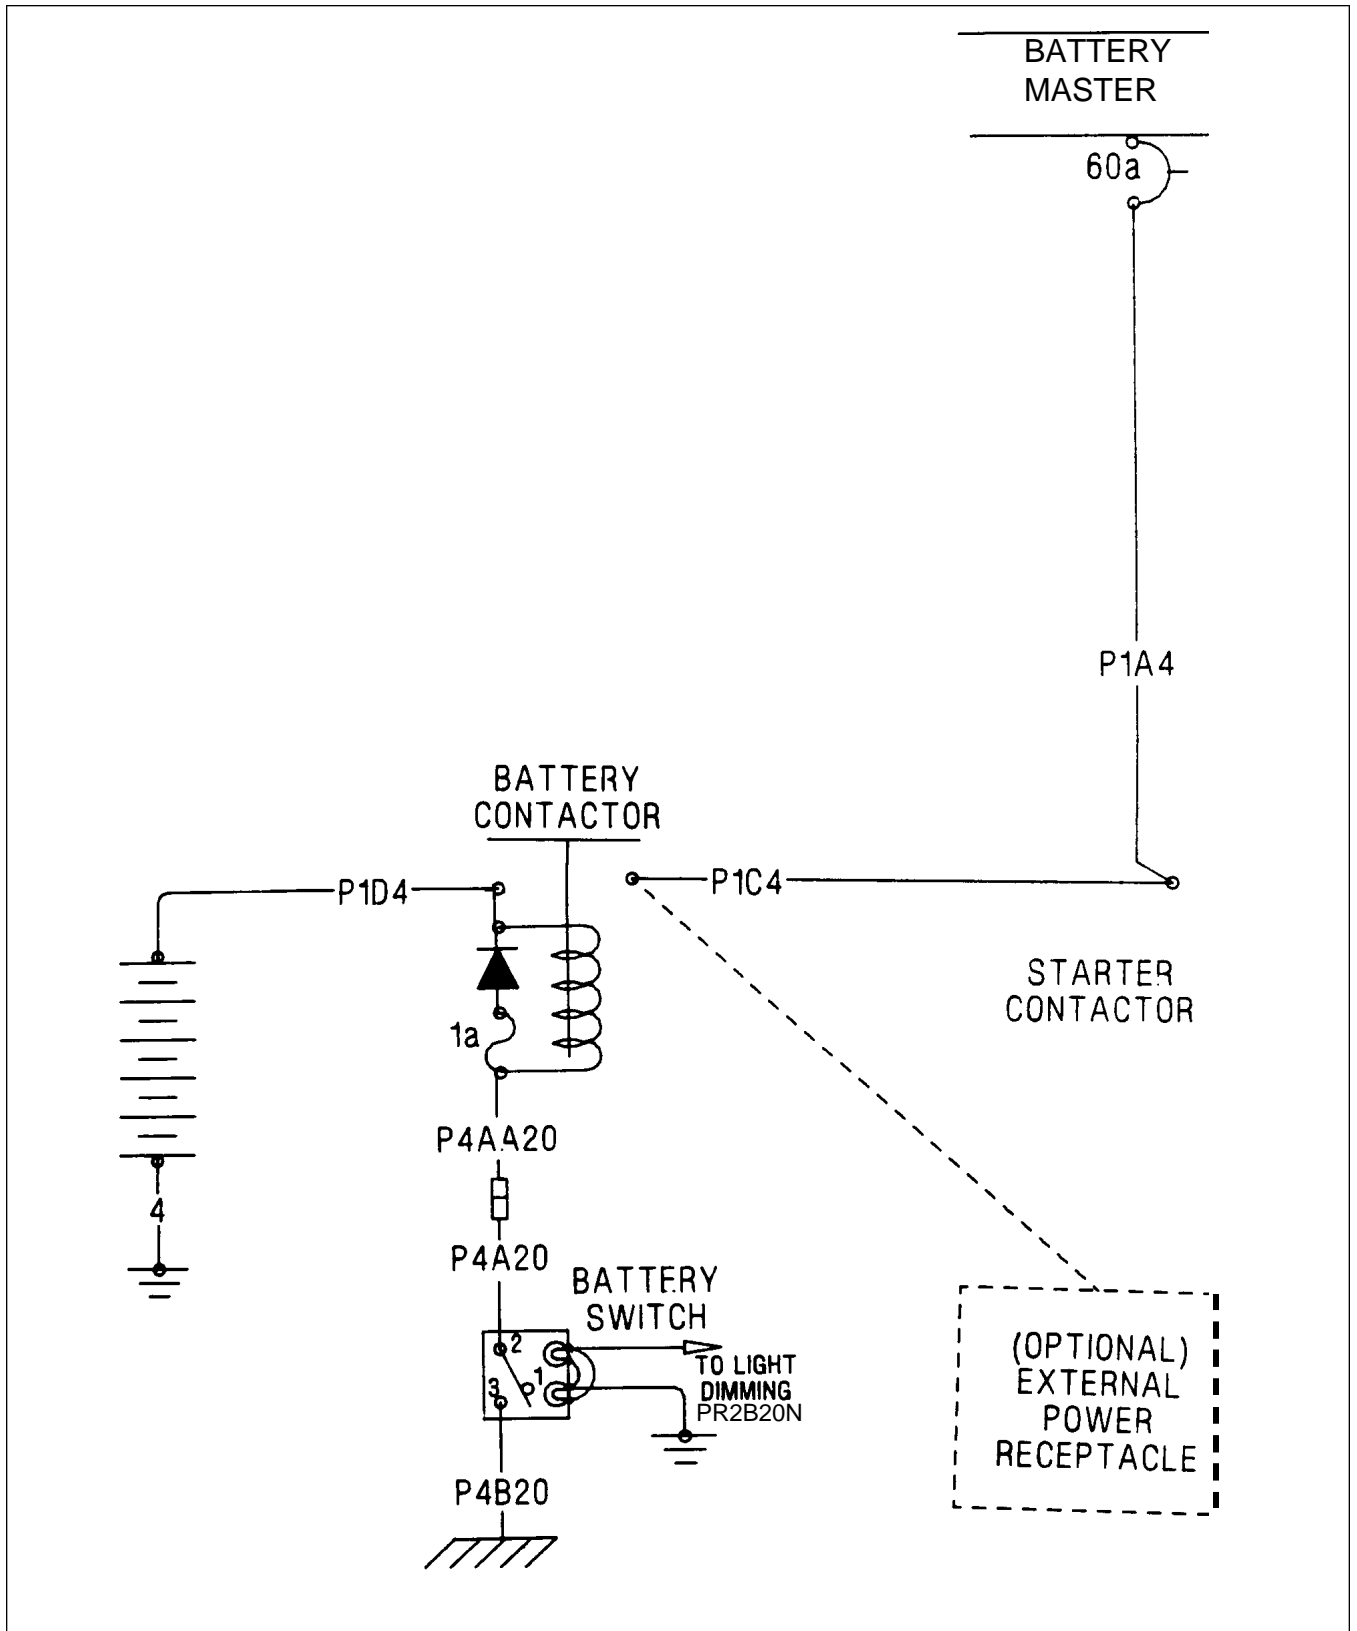 BATTERY
MASTER
60a
P1A4
BATTERY
CONTACTOR
P1D4
P1C4
STARTER
CONTACTOR
1a
P4AA20
4
P4A20
BATTERY
SWITCH
2
1
3
TO LIGHT
DIMMING
PR2B20N
(OPTIONAL)
EXTERNAL
POWER
RECEPTACLE
P4B20